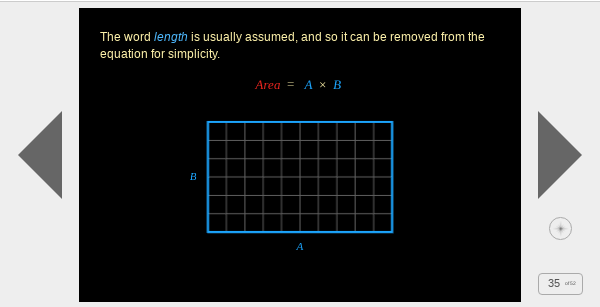 The word length is usually assumed, and so it can be removed from the
equation for simplicity.
Area = A × B
B
A
35 of 52